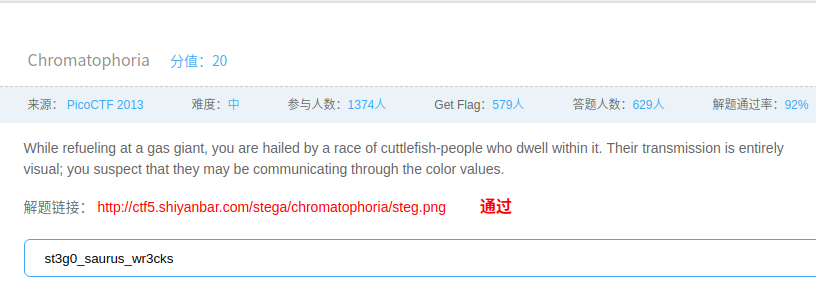 Chromatophoria 分值：20
来源： PicoCTF 2013 难度：中 参与人数：1374人 Get Flag：579人 答题人数：629人 解题通过率：92%
While refueling at a gas giant, you are hailed by a race of cuttlefish-people who dwell within it. Their transmission is entirely
visual; you suspect that they may be communicating through the color values.
解题链接： http://ctf5.shiyanbar.com/stega/chromatophoria/steg.png 通过
st3g0_saurus_wr3cks